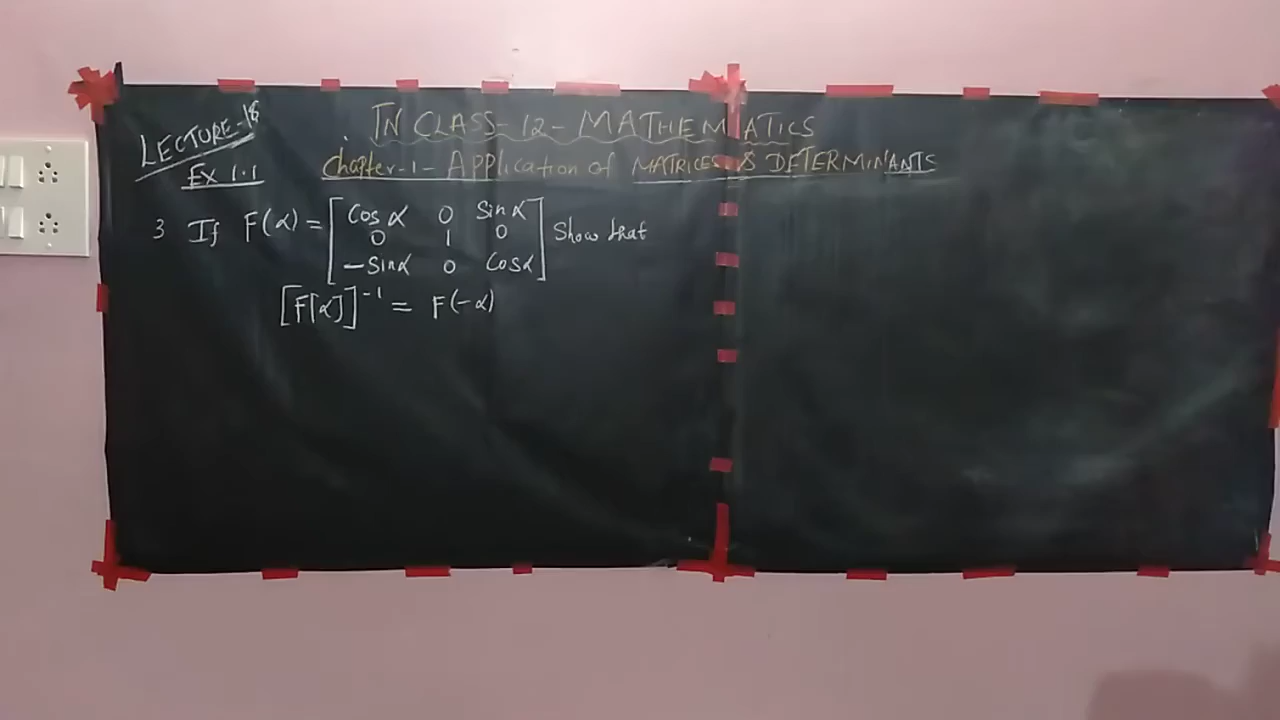 LECTURE-18
Ex 1.1
TN CLASS-12-MATHEMATICS
Chapter-1-Application of MATRICES & DETERMINANTS
3 If F(α) = [ Cos α 0 Sin α
0 1 0
-Sinα 0 Cosα ] Show that
[F[α]]⁻¹ = F(-α)